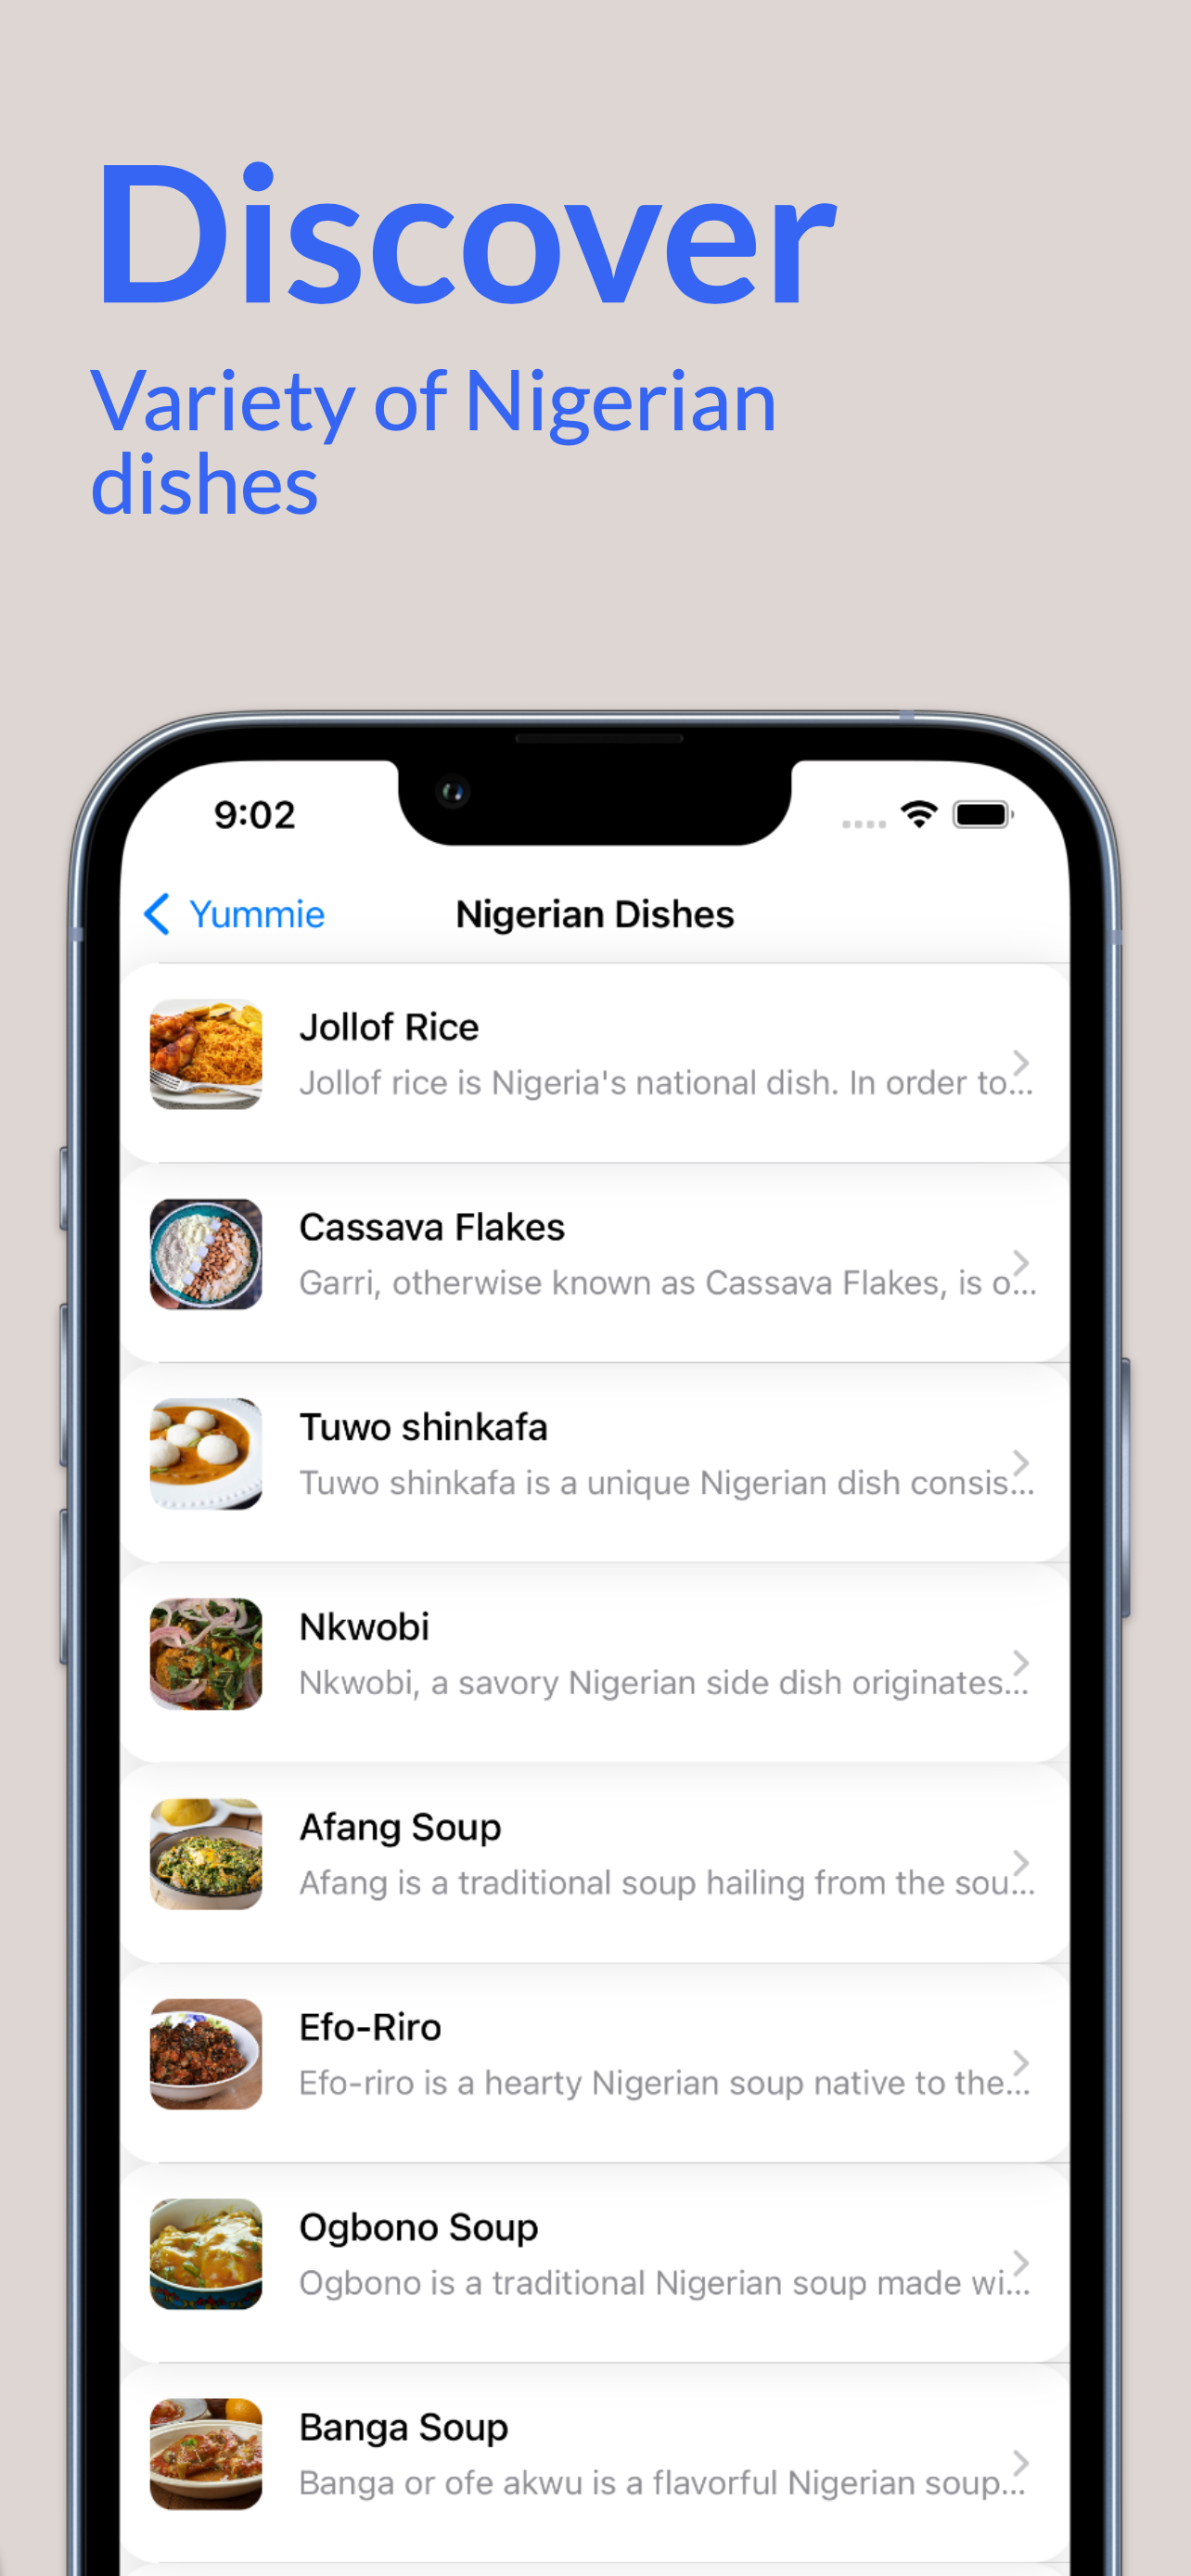 Discover
Variety of Nigerian
dishes
9:02
Yummie
Nigerian Dishes
Jollof Rice
Jollof rice is Nigeria's national dish. In order to...
Cassava Flakes
Garri, otherwise known as Cassava Flakes, is o...
Tuwo shinkafa
Tuwo shinkafa is a unique Nigerian dish consis...
Nkwobi
Nkwobi, a savory Nigerian side dish originates...
Afang Soup
Afang is a traditional soup hailing from the sou...
Efo-Riro
Efo-riro is a hearty Nigerian soup native to the...
Ogbono Soup
Ogbono is a traditional Nigerian soup made wi...
Banga Soup
Banga or ofe akwu is a flavorful Nigerian soup...